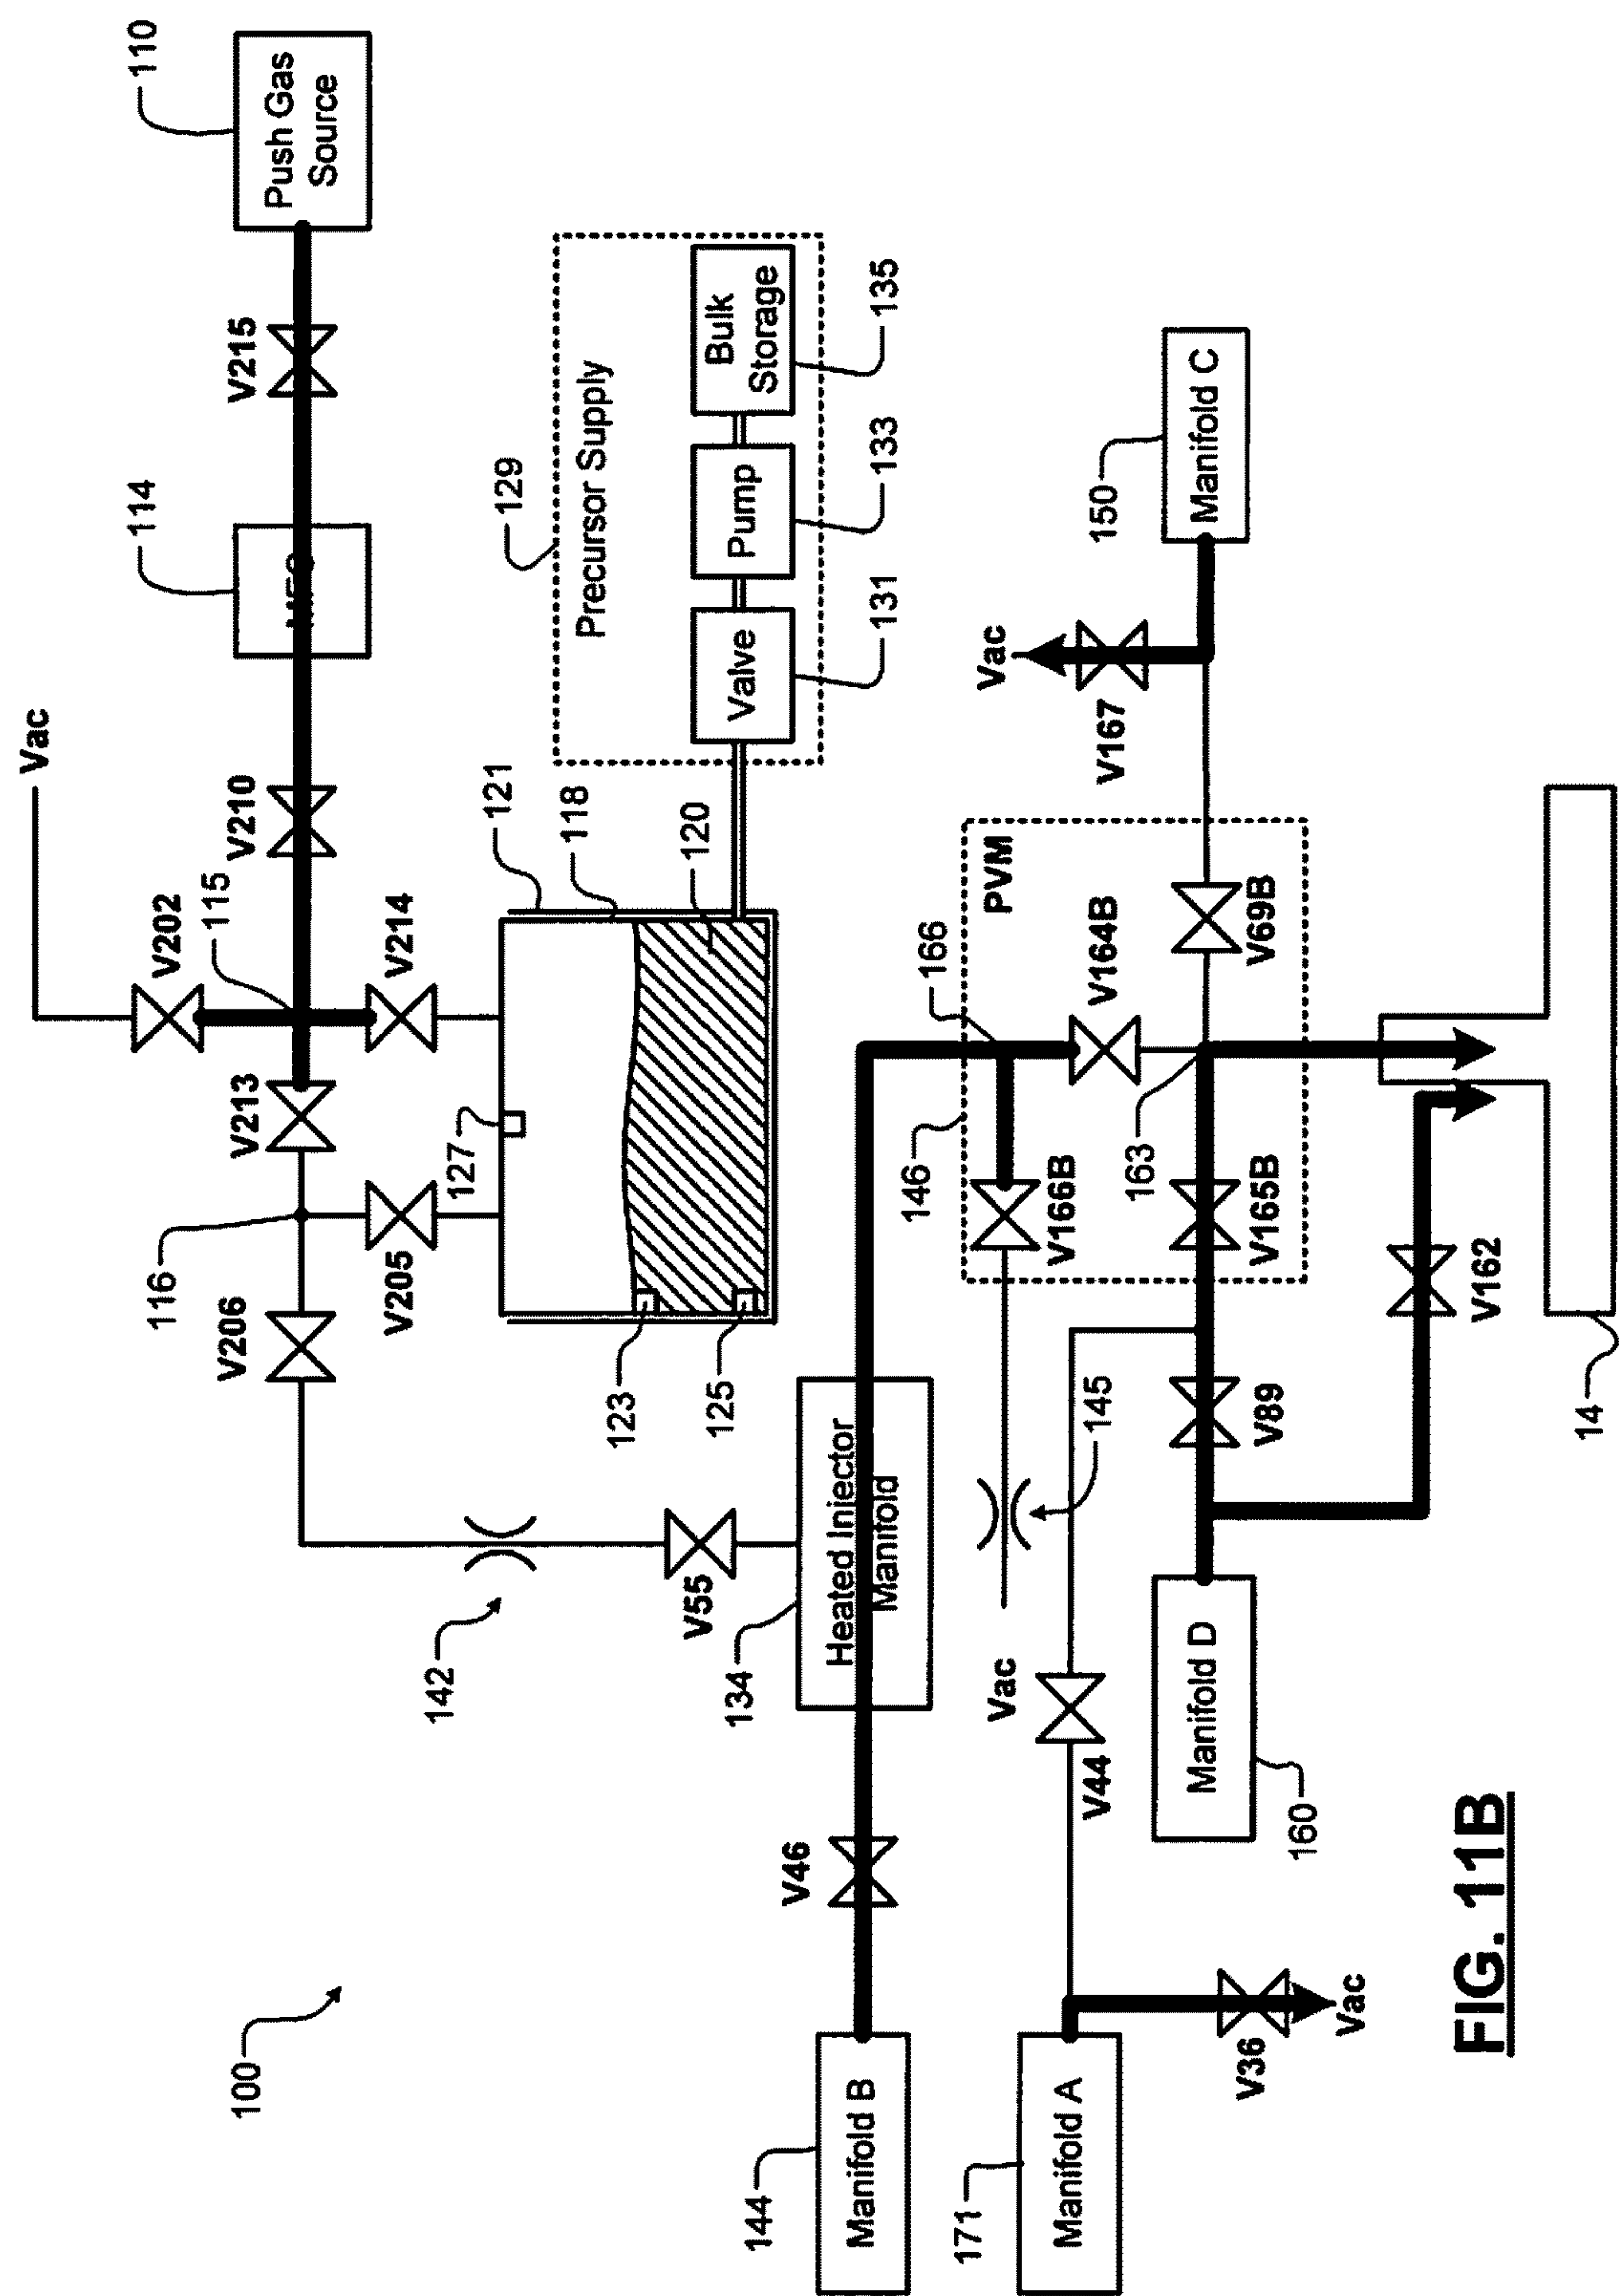 Vac
V202
110
Push Gas
Source
V215
114
V210
115
V214
V213
116
V206
V205
100
142
127
121
118
120
129
Precursor Supply
Bulk
Storage
Pump
Valve
135
133
131
123
125
V55
134
Heated Injector
Manifold
V46
144
Manifold B
146
166
PVM
V164B
V166B
145
Vac
V44
171
Manifold A
Vac
V167
150
Manifold C
V69B
163
V165B
V89
Manifold D
160
V36
Vac
V162
14
FIG. 11B